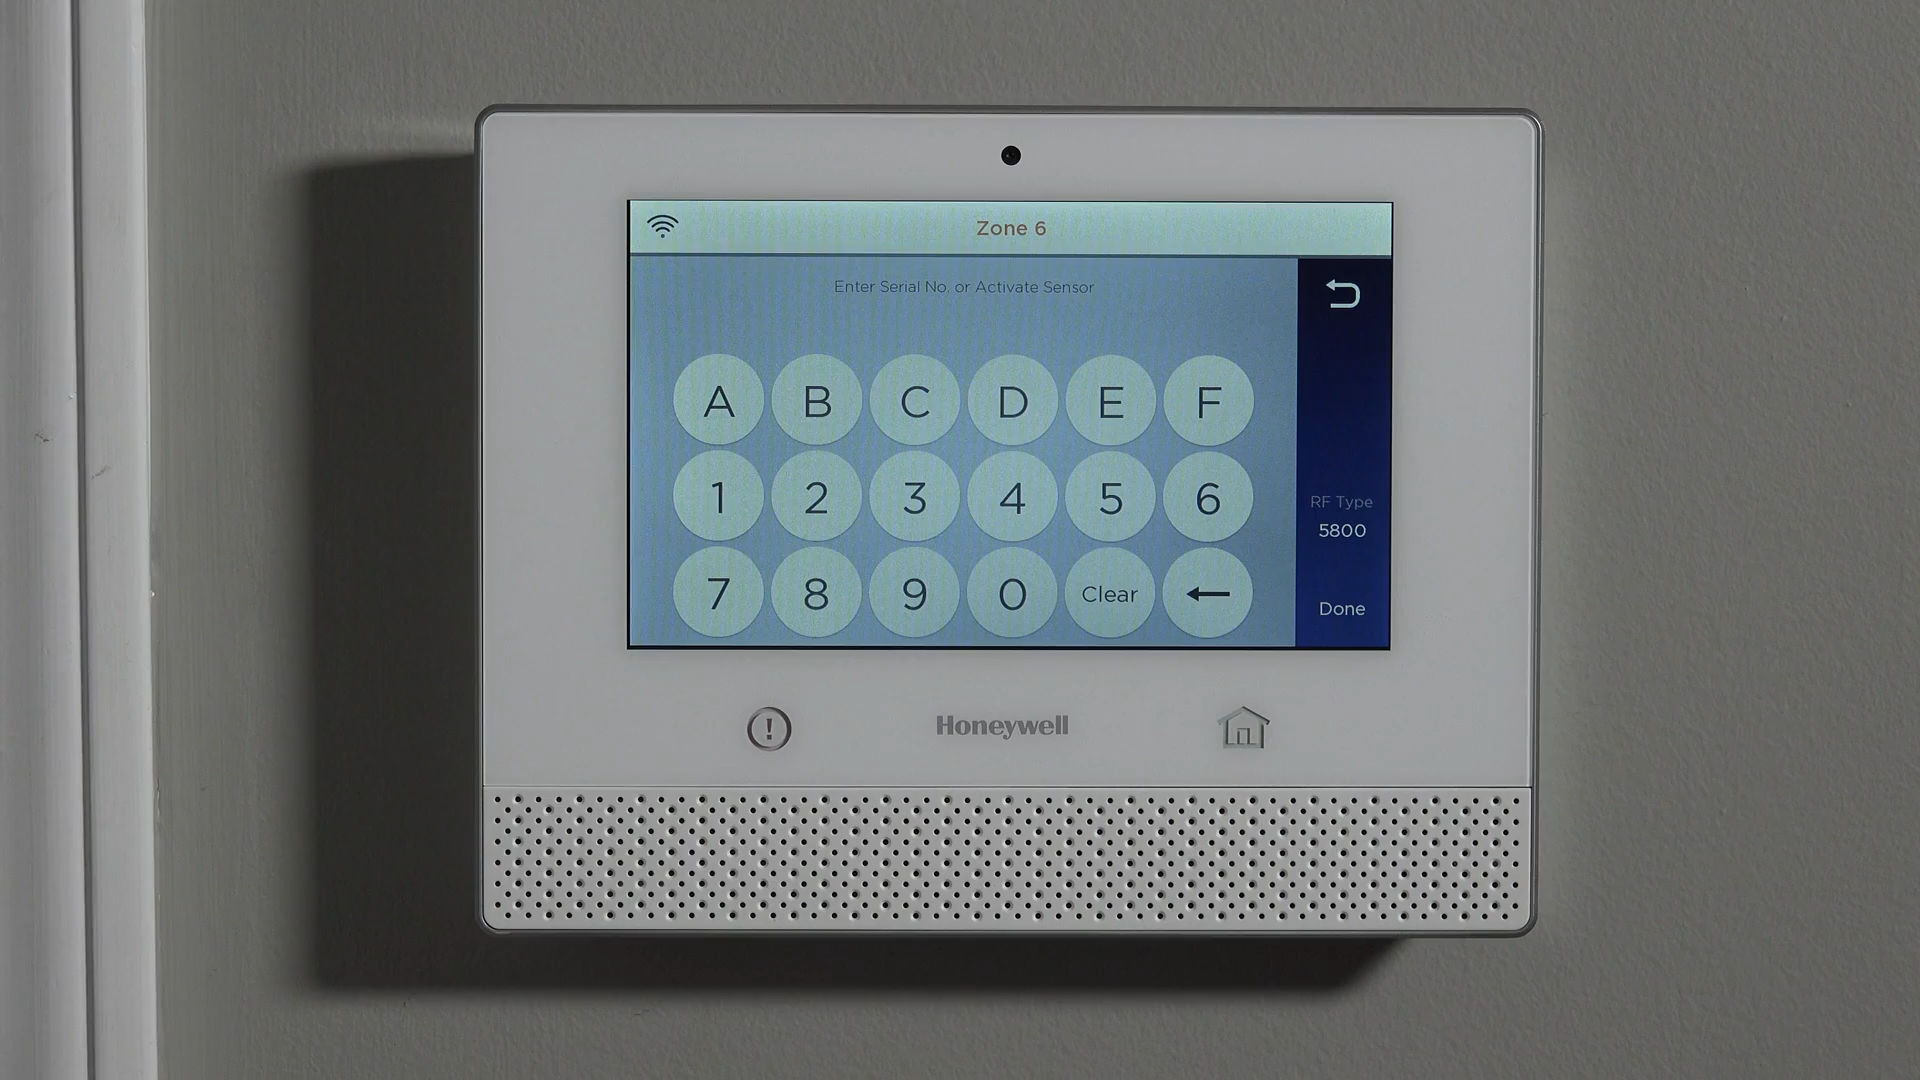 Zone 6
Enter Serial No. or Activate Sensor
A B C D E F
1 2 3 4 5 6
RF Type
5800
7 8 9 0 Clear
Done
Honeywell